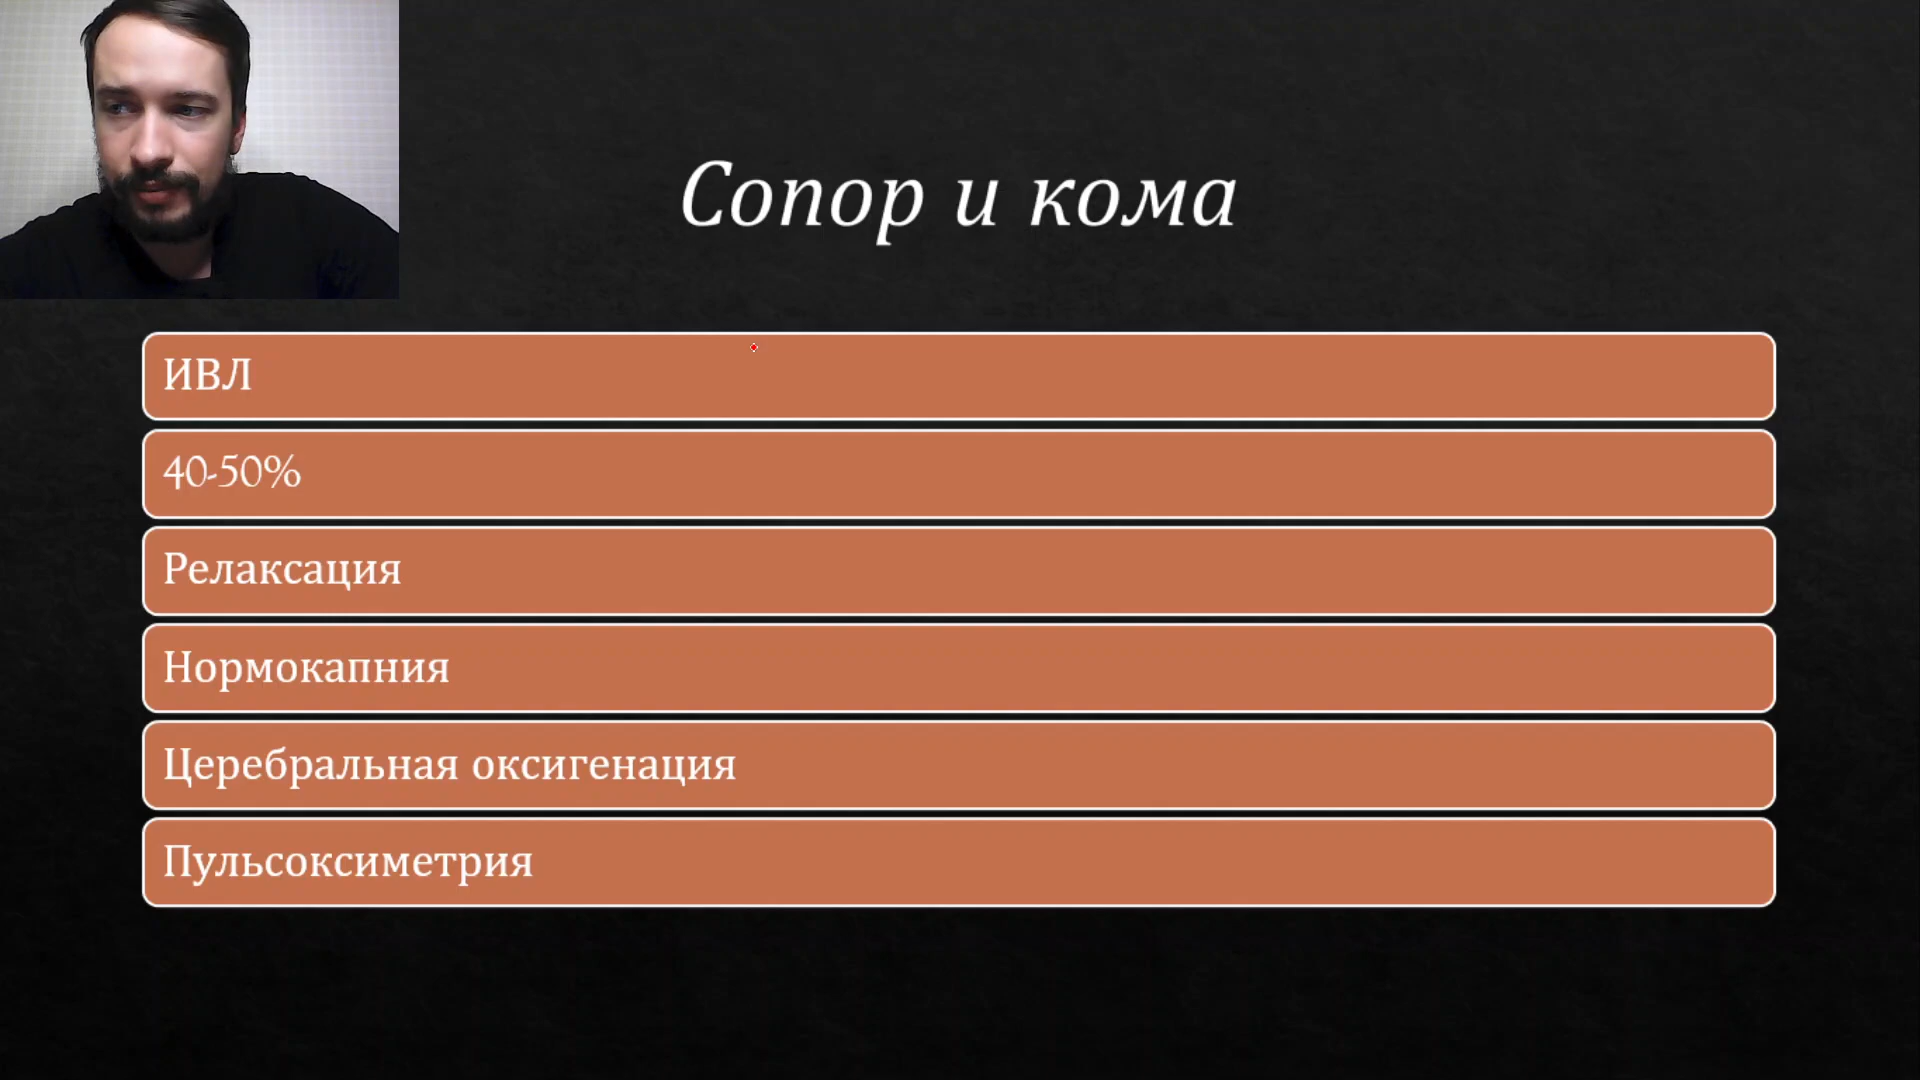 Сопор и кома
ИВЛ
40-50%
Релаксация
Нормокапния
Церебральная оксигенация
Пульсоксиметрия